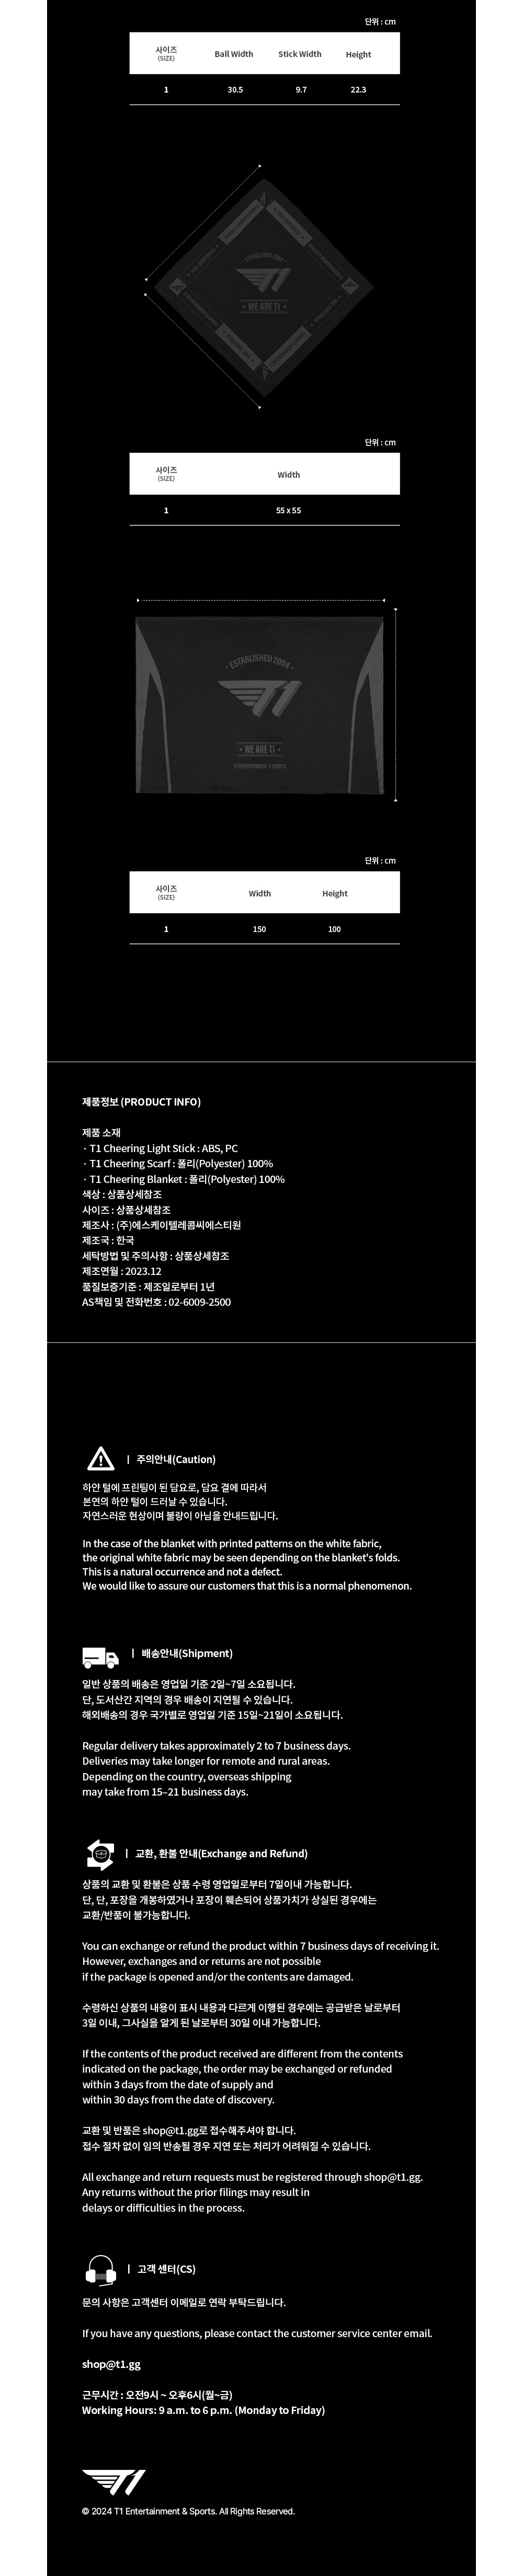 단위 : cm
사이즈 Ball Width Stick Width Height
(SIZE)
1 30.5 9.7 22.3
· ESTABLISHED 2004 ·
T1
· WE ARE T1 ·
단위 : cm
사이즈 Width
(SIZE)
1 55 x 55
· ESTABLISHED 2004 ·
T1
· WE ARE T1 ·
T1 ENTERTAINMENT & SPORTS
단위 : cm
사이즈 Width Height
(SIZE)
1 150 100
제품정보 (PRODUCT INFO)
제품 소재
· T1 Cheering Light Stick : ABS, PC
· T1 Cheering Scarf : 폴리(Polyester) 100%
· T1 Cheering Blanket : 폴리(Polyester) 100%
색상 : 상품상세참조
사이즈 : 상품상세참조
제조사 : (주)에스케이텔레콤씨에스티원
제조국 : 한국
세탁방법 및 주의사항 : 상품상세참조
제조연월 : 2023.12
품질보증기준 : 제조일로부터 1년
AS책임 및 전화번호 : 02-6009-2500
| 주의안내(Caution)
하얀 털에 프린팅이 된 담요로, 담요 결에 따라서
본연의 하얀 털이 드러날 수 있습니다.
자연스러운 현상이며 불량이 아님을 안내드립니다.
In the case of the blanket with printed patterns on the white fabric,
the original white fabric may be seen depending on the blanket's folds.
This is a natural occurrence and not a defect.
We would like to assure our customers that this is a normal phenomenon.
| 배송안내(Shipment)
일반 상품의 배송은 영업일 기준 2일~7일 소요됩니다.
단, 도서산간 지역의 경우 배송이 지연될 수 있습니다.
해외배송의 경우 국가별로 영업일 기준 15일~21일이 소요됩니다.
Regular delivery takes approximately 2 to 7 business days.
Deliveries may take longer for remote and rural areas.
Depending on the country, overseas shipping
may take from 15–21 business days.
| 교환, 환불 안내(Exchange and Refund)
상품의 교환 및 환불은 상품 수령 영업일로부터 7일이내 가능합니다.
단, 단, 포장을 개봉하였거나 포장이 훼손되어 상품가치가 상실된 경우에는
교환/반품이 불가능합니다.
You can exchange or refund the product within 7 business days of receiving it.
However, exchanges and or returns are not possible
if the package is opened and/or the contents are damaged.
수령하신 상품의 내용이 표시 내용과 다르게 이행된 경우에는 공급받은 날로부터
3일 이내, 그사실을 알게 된 날로부터 30일 이내 가능합니다.
If the contents of the product received are different from the contents
indicated on the package, the order may be exchanged or refunded
within 3 days from the date of supply and
within 30 days from the date of discovery.
교환 및 반품은 shop@t1.gg로 접수해주셔야 합니다.
접수 절차 없이 임의 반송될 경우 지연 또는 처리가 어려워질 수 있습니다.
All exchange and return requests must be registered through shop@t1.gg.
Any returns without the prior filings may result in
delays or difficulties in the process.
| 고객 센터(CS)
문의 사항은 고객센터 이메일로 연락 부탁드립니다.
If you have any questions, please contact the customer service center email.
shop@t1.gg
근무시간 : 오전9시 ~ 오후6시(월~금)
Working Hours: 9 a.m. to 6 p.m. (Monday to Friday)
T1
© 2024 T1 Entertainment & Sports. All Rights Reserved.